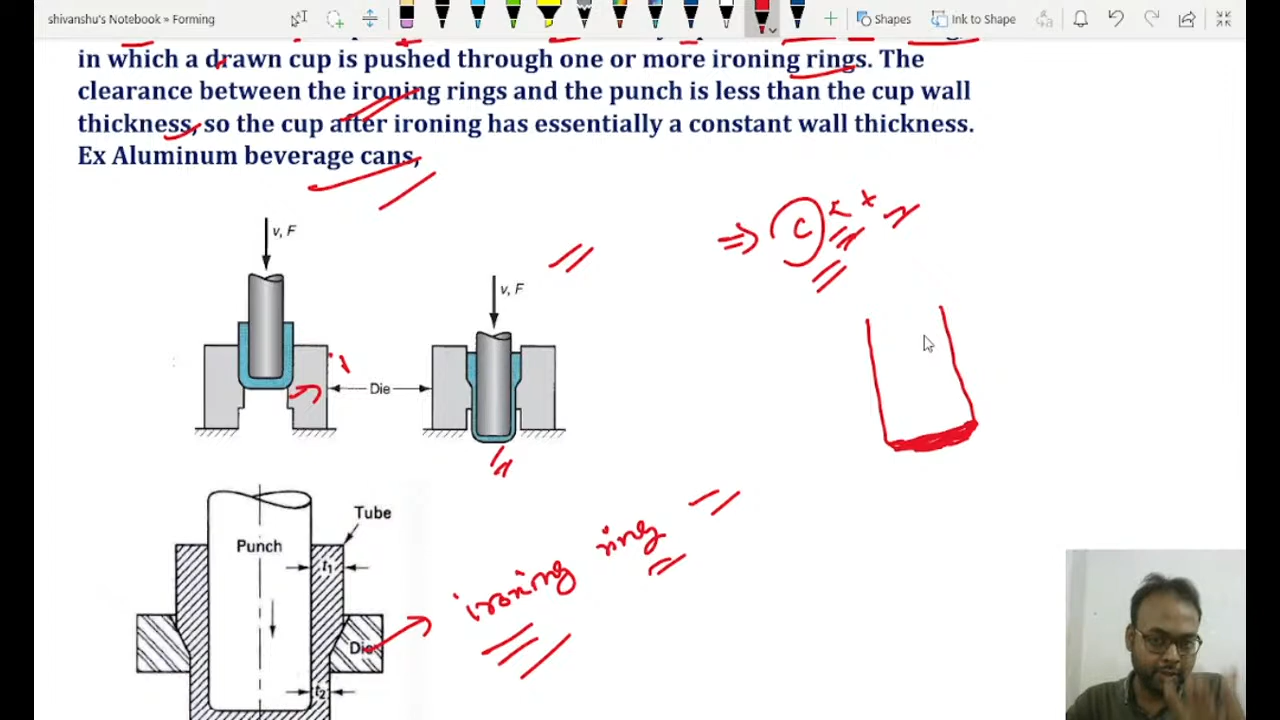 shivanshu's Notebook » Forming
Shapes
Ink to Shape
in which a drawn cup is pushed through one or more ironing rings. The
clearance between the ironing rings and the punch is less than the cup wall
thickness, so the cup after ironing has essentially a constant wall thickness.
Ex Aluminum beverage cans,
v, F
v, F
Die
Tube
Punch
t₁
Die
t₂
ironing ring
C < t